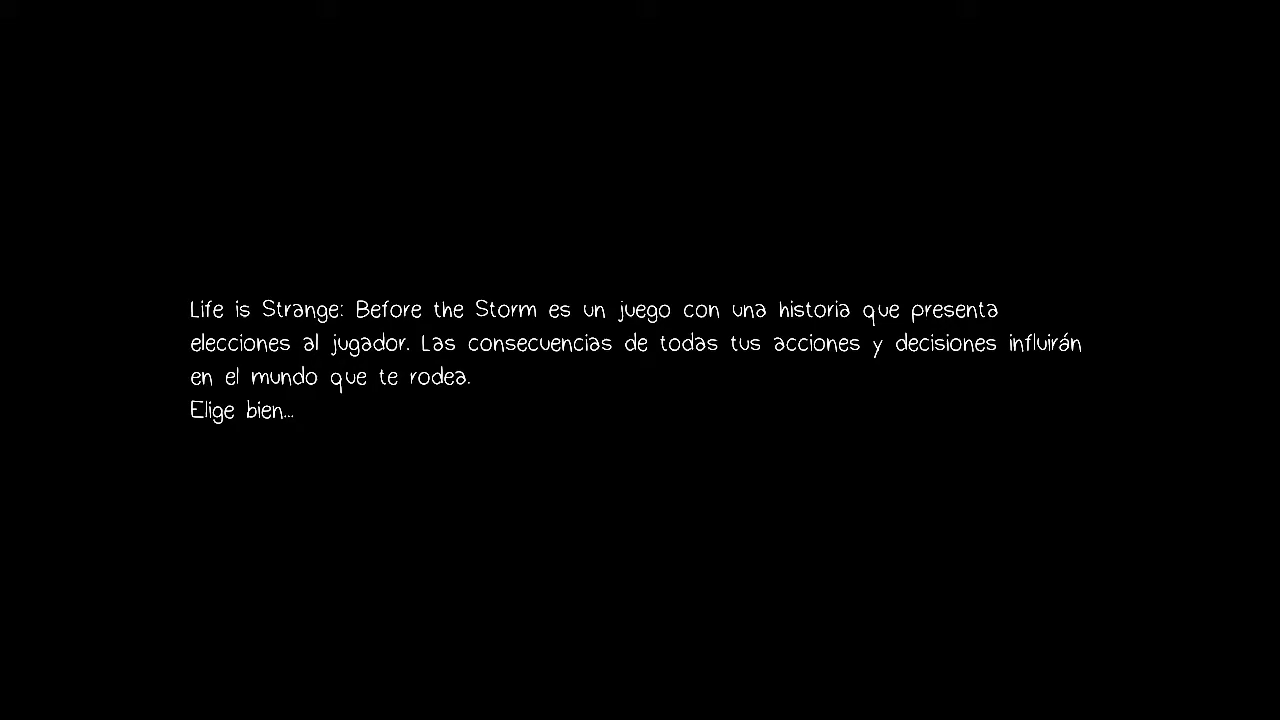 Life is Strange: Before the Storm es un juego con una historia que presenta
elecciones al jugador. Las consecuencias de todas tus acciones y decisiones influirán
en el mundo que te rodea.
Elige bien...